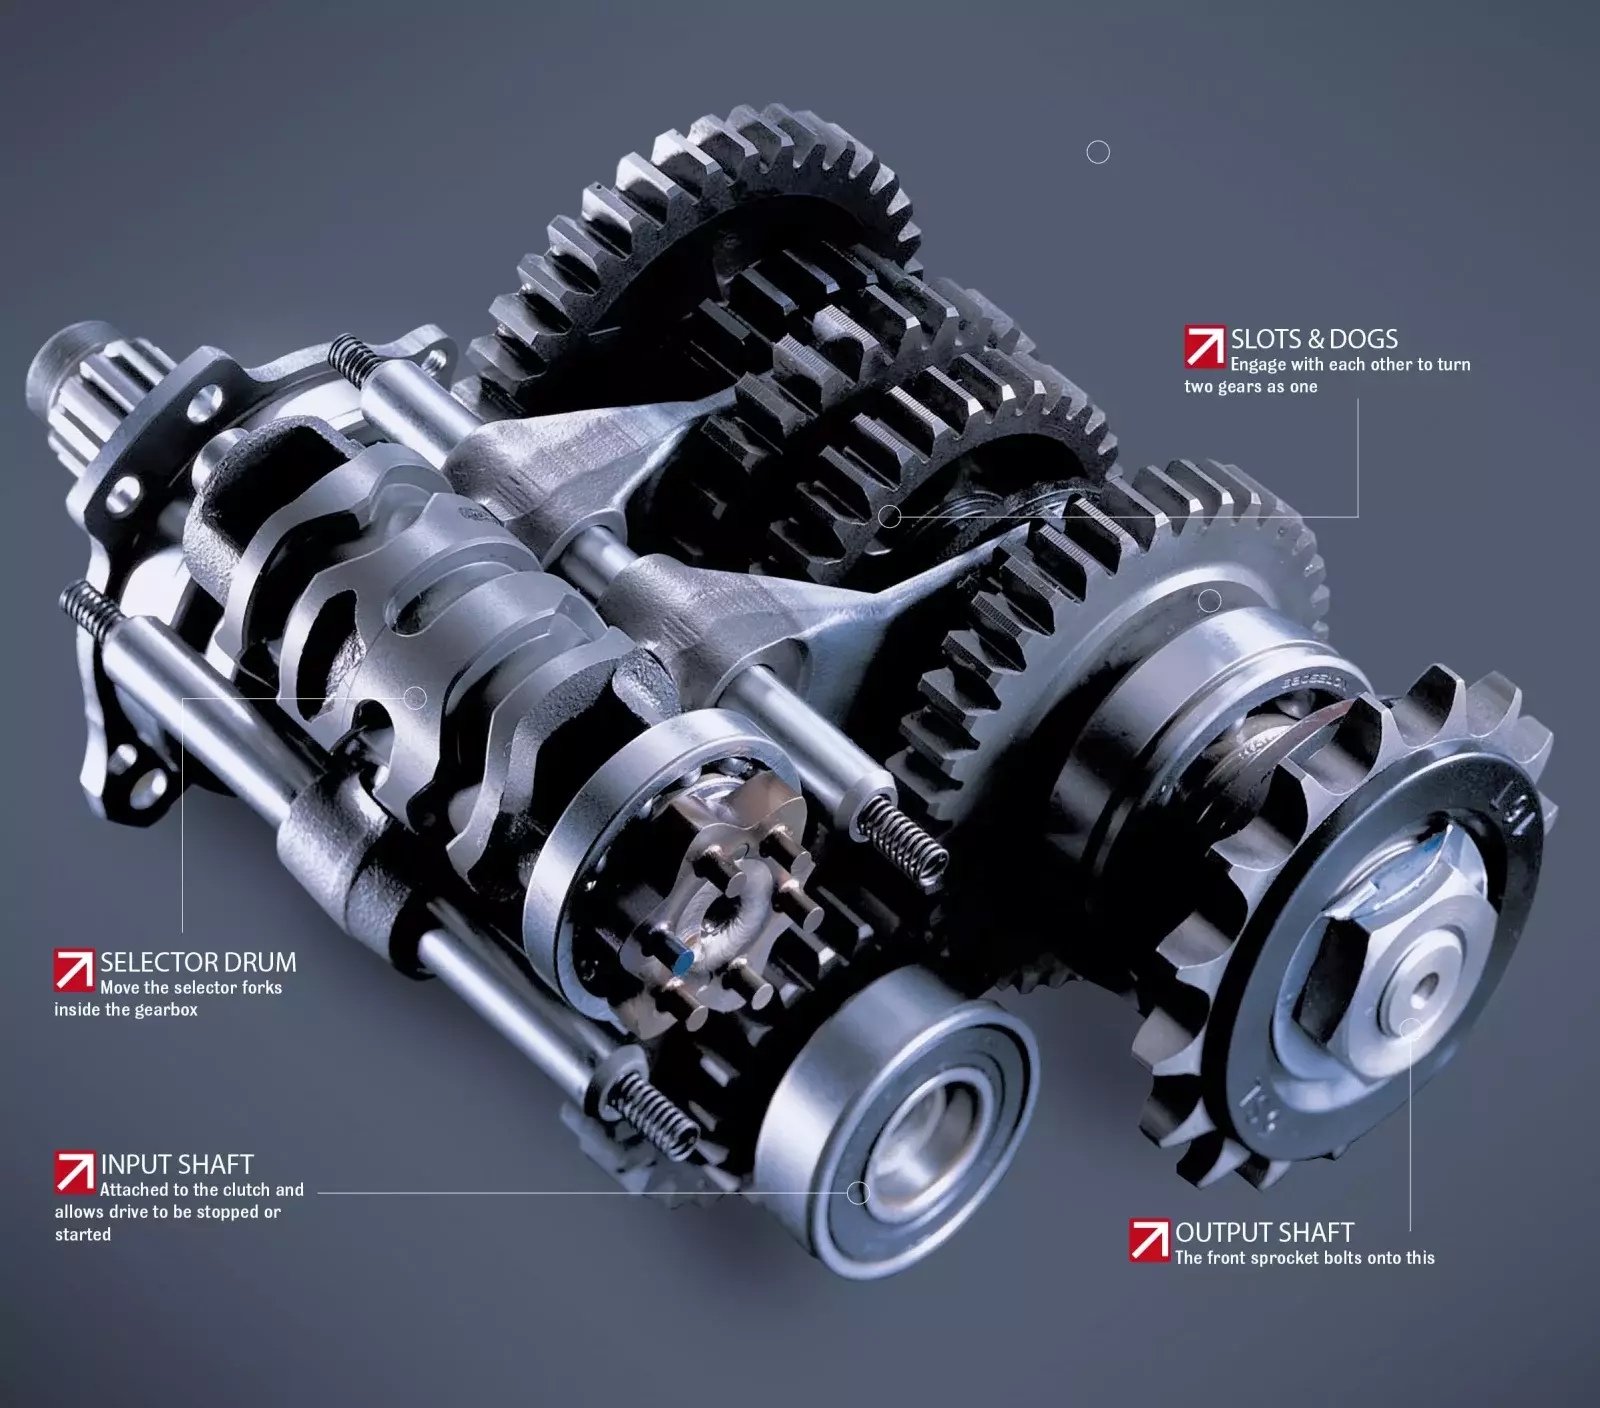 SLOTS & DOGS
Engage with each other to turn
two gears as one
SELECTOR DRUM
Move the selector forks
inside the gearbox
INPUT SHAFT
Attached to the clutch and
allows drive to be stopped or
started
OUTPUT SHAFT
The front sprocket bolts onto this